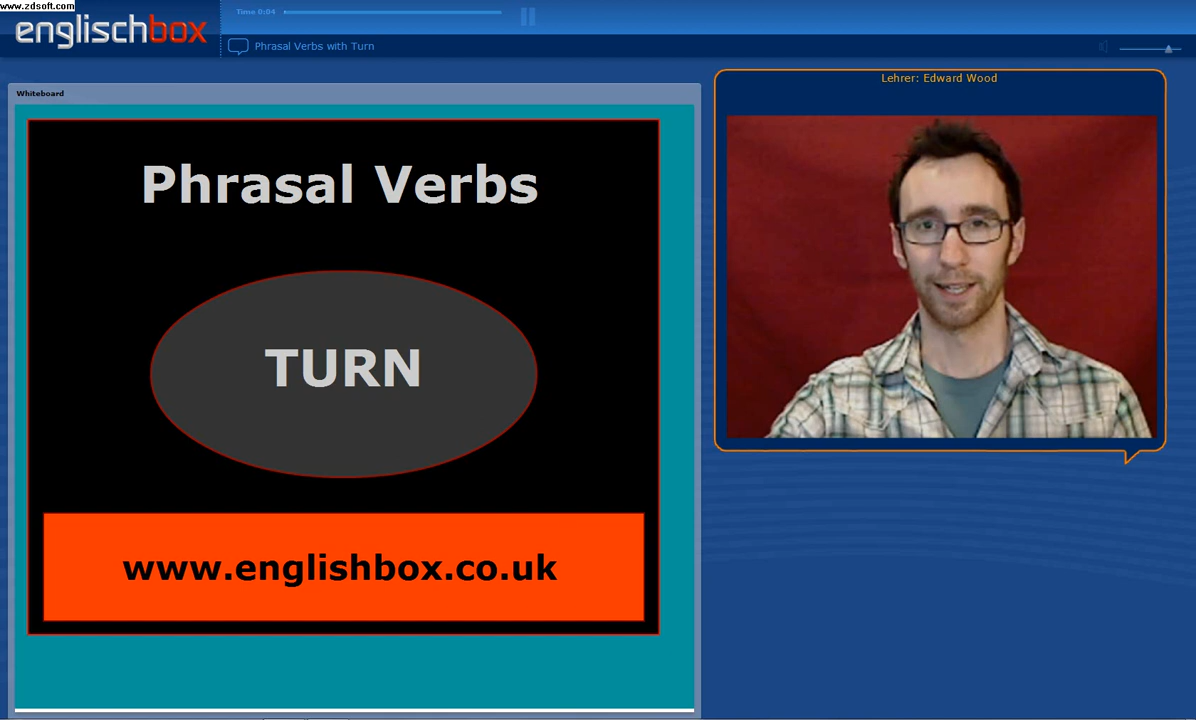 www.zdsoft.com
englischbox
Time 0:04
Phrasal Verbs with Turn
Whiteboard
Phrasal Verbs
TURN
www.englishbox.co.uk
Lehrer: Edward Wood